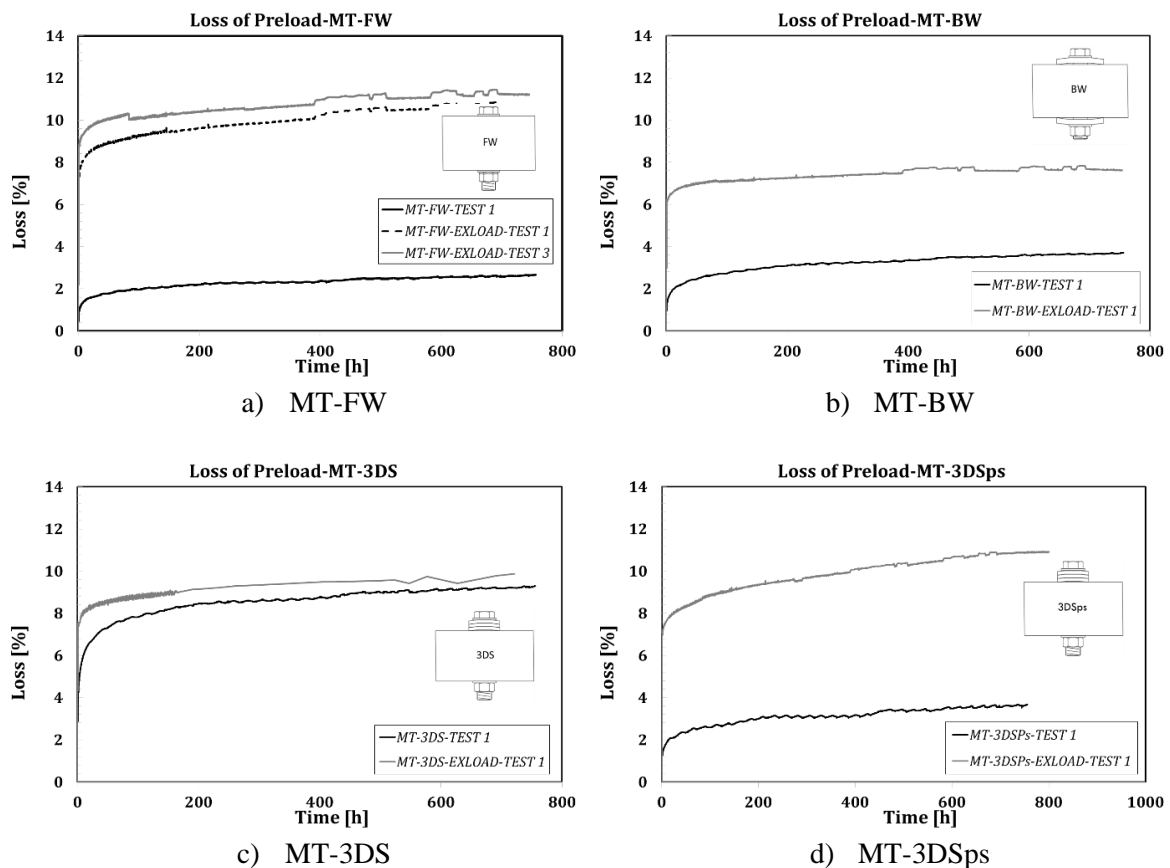 Loss of Preload-MT-FW
14
12
10
8
6
4
2
0
Loss [%]
FW
MT-FW-TEST 1
MT-FW-EXLOAD-TEST 1
MT-FW-EXLOAD-TEST 3
0 200 400 600 800
Time [h]
a) MT-FW
Loss of Preload-MT-BW
14
12
10
8
6
4
2
0
Loss [%]
BW
MT-BW-TEST 1
MT-BW-EXLOAD-TEST 1
0 200 400 600 800
Time [h]
b) MT-BW
Loss of Preload-MT-3DS
14
12
10
8
6
4
2
0
Loss [%]
3DS
MT-3DS-TEST 1
MT-3DS-EXLOAD-TEST 1
0 200 400 600 800
Time [h]
c) MT-3DS
Loss of Preload-MT-3DSps
14
12
10
8
6
4
2
0
Loss [%]
3DSps
MT-3DSPs-TEST 1
MT-3DSPs-EXLOAD-TEST 1
0 200 400 600 800 1000
Time [h]
d) MT-3DSps